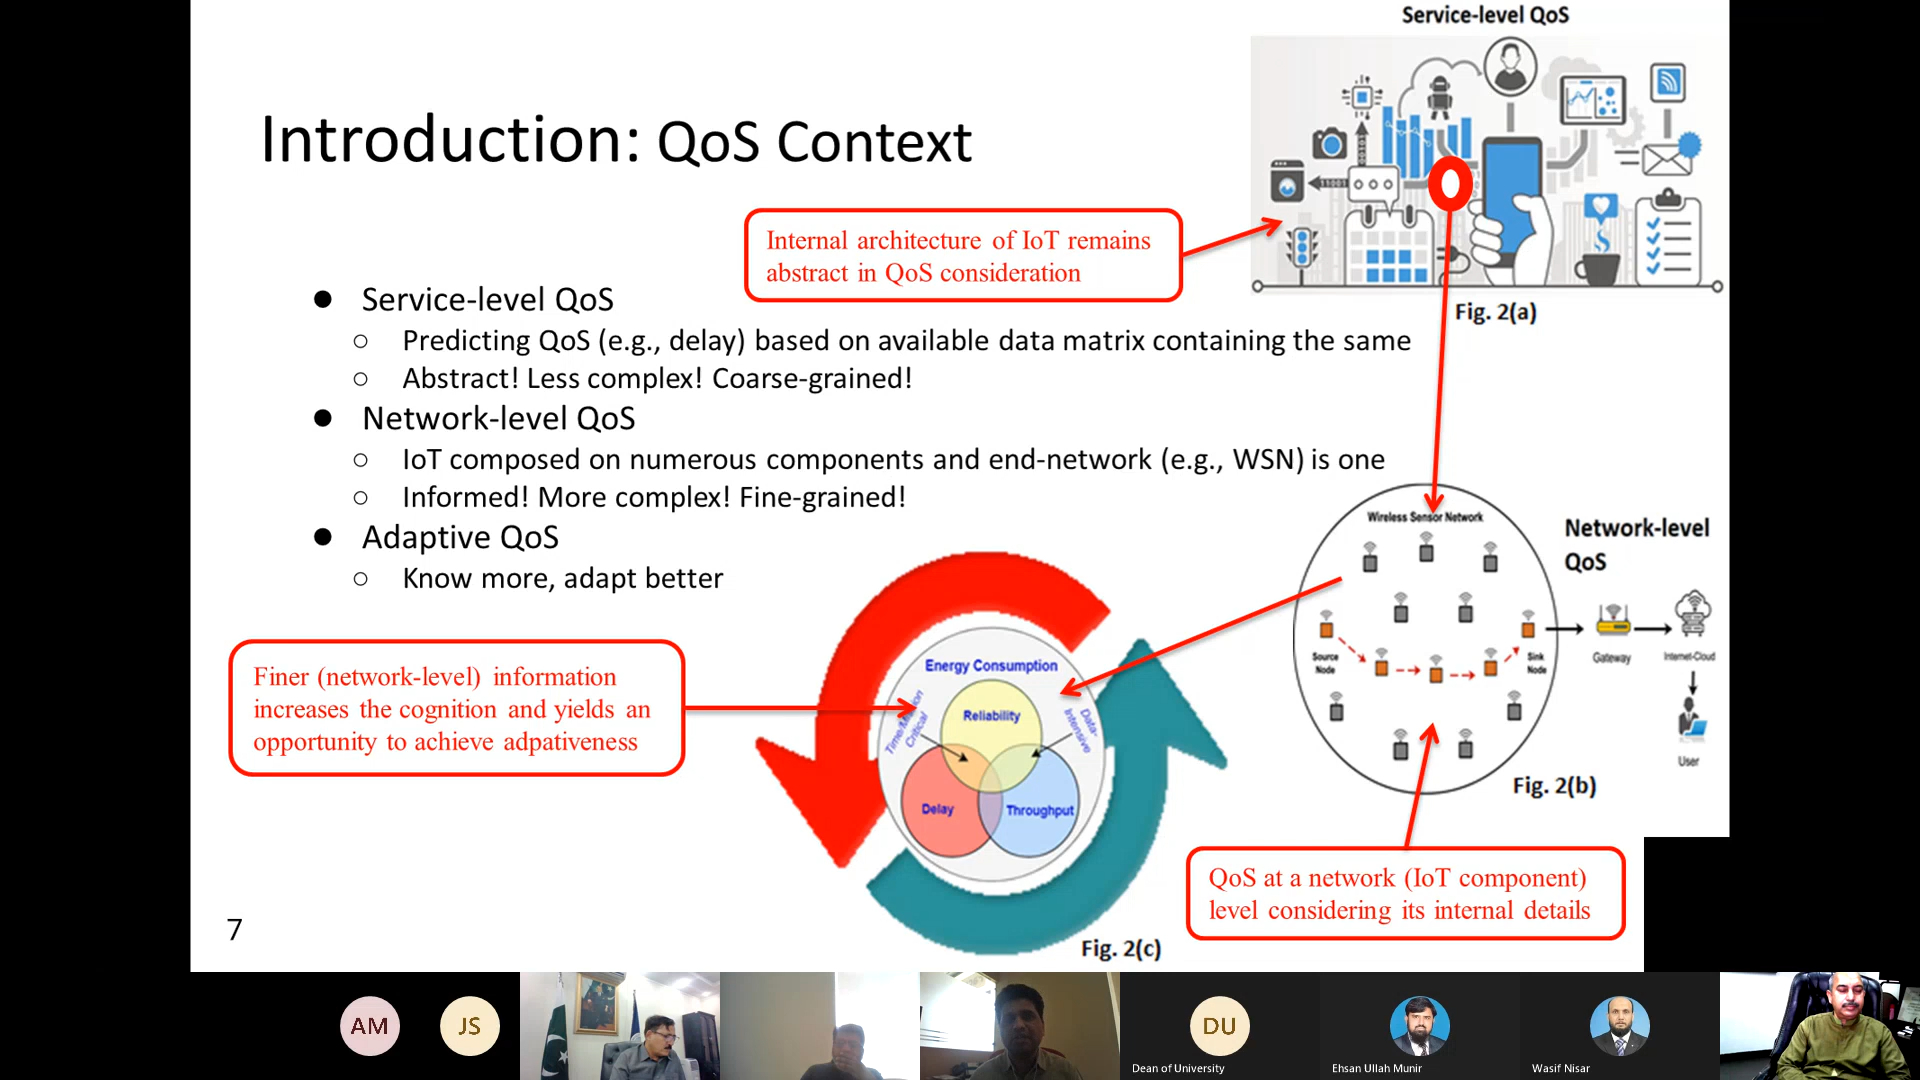 Service-level QoS
Introduction: QoS Context
Internal architecture of IoT remains
abstract in QoS consideration
Fig. 2(a)
● Service-level QoS
○ Predicting QoS (e.g., delay) based on available data matrix containing the same
○ Abstract! Less complex! Coarse-grained!
● Network-level QoS
○ IoT composed on numerous components and end-network (e.g., WSN) is one
○ Informed! More complex! Fine-grained!
● Adaptive QoS
○ Know more, adapt better
Wireless Sensor Network
Network-level
QoS
Source
Node
Sink
Node
Gateway
Internet-Cloud
User
Fig. 2(b)
Finer (network-level) information
increases the cognition and yields an
opportunity to achieve adpativeness
Energy Consumption
Reliability
Critical
Data-
Intensive
Delay
Throughput
Fig. 2(c)
QoS at a network (IoT component)
level considering its internal details
7
AM
JS
DU
Dean of University
Ehsan Ullah Munir
Wasif Nisar